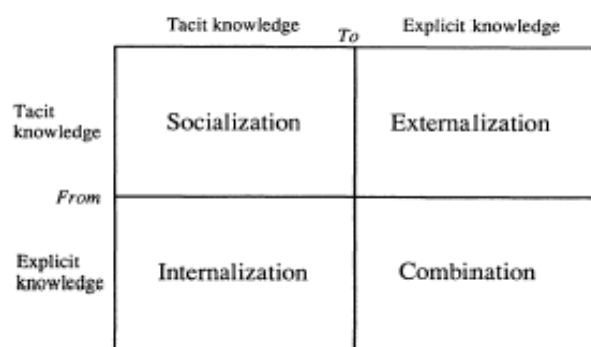 Tacit knowledge
To
Explicit knowledge
Tacit
knowledge
Socialization
Externalization
From
Explicit
knowledge
Internalization
Combination